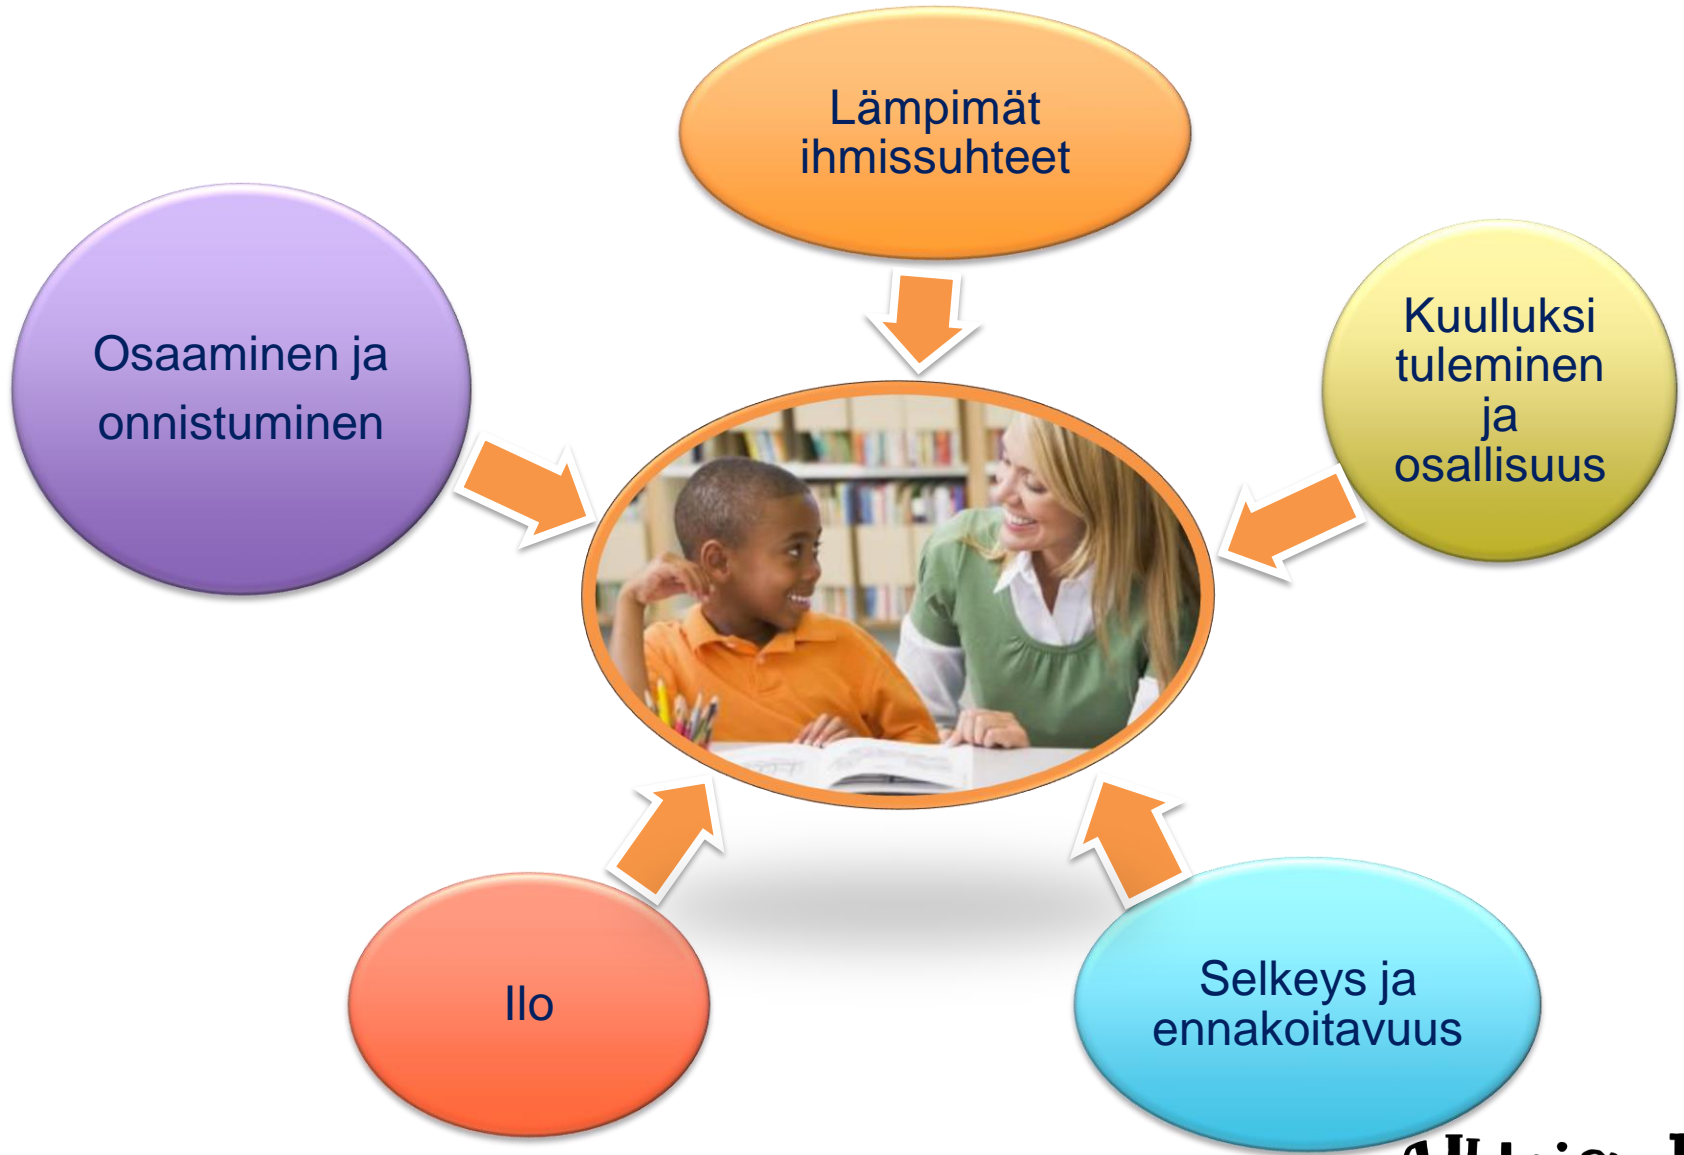 Lämpimät
ihmissuhteet
Osaaminen ja
onnistuminen
Kuulluksi
tuleminen
ja
osallisuus
Ilo
Selkeys ja
ennakoitavuus